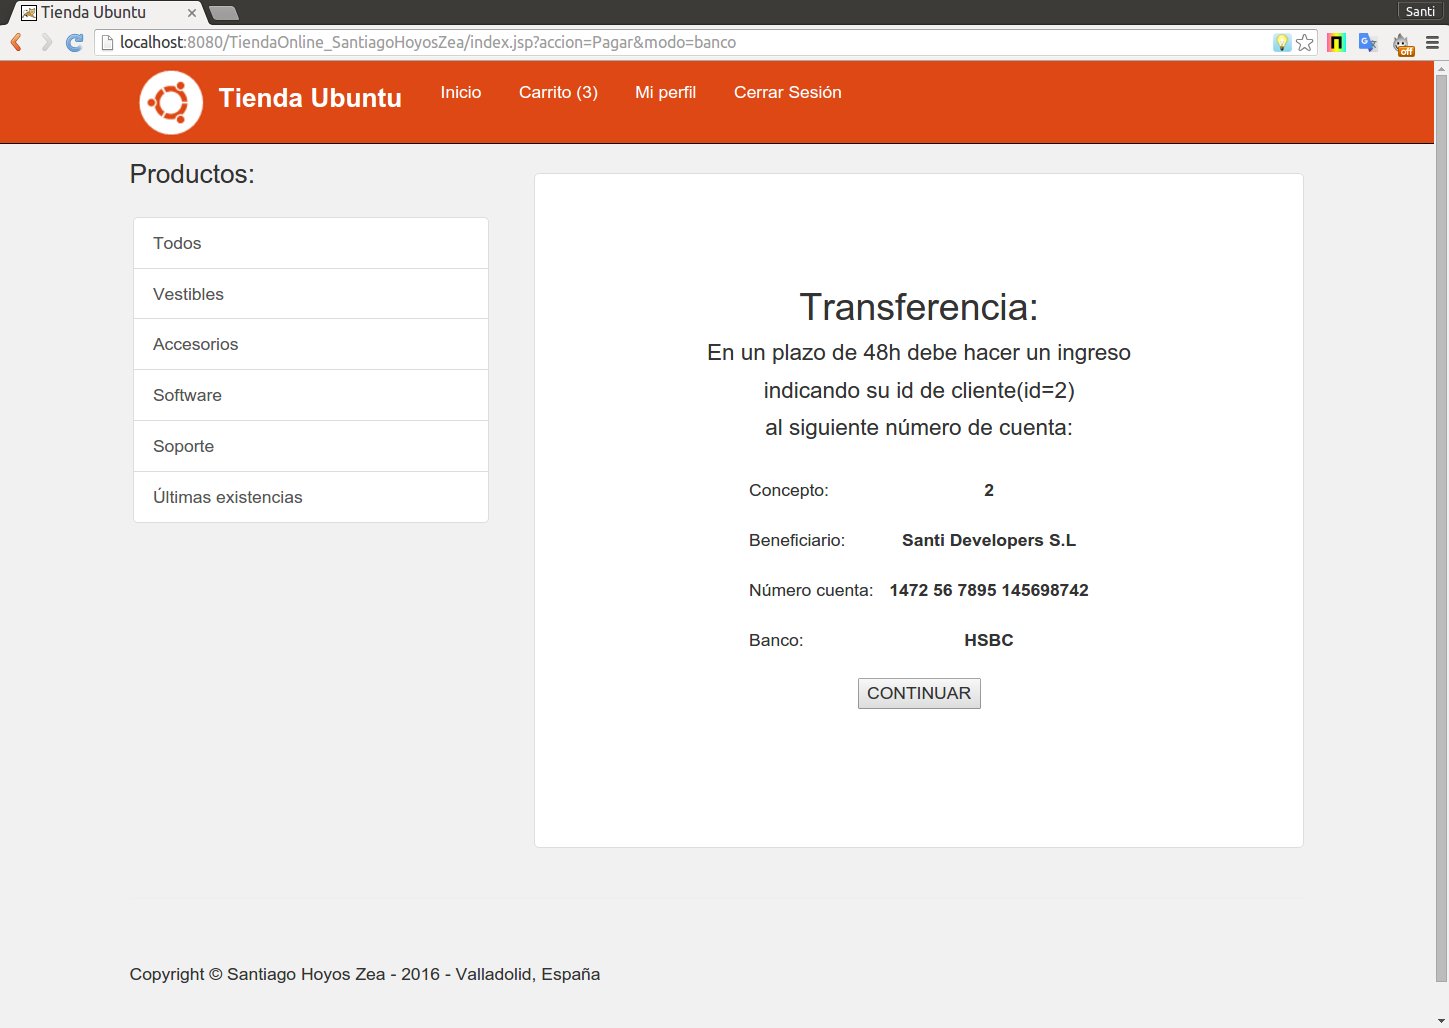 Tienda Ubuntu
Santi
localhost:8080/TiendaOnline_SantiagoHoyosZea/index.jsp?accion=Pagar&modo=banco
off
Tienda Ubuntu Inicio Carrito (3) Mi perfil Cerrar Sesión
Productos:
Todos
Vestibles
Accesorios
Software
Soporte
Últimas existencias
Transferencia:
En un plazo de 48h debe hacer un ingreso
indicando su id de cliente(id=2)
al siguiente número de cuenta:
Concepto: 2
Beneficiario: Santi Developers S.L
Número cuenta: 1472 56 7895 145698742
Banco: HSBC
CONTINUAR
Copyright © Santiago Hoyos Zea - 2016 - Valladolid, España